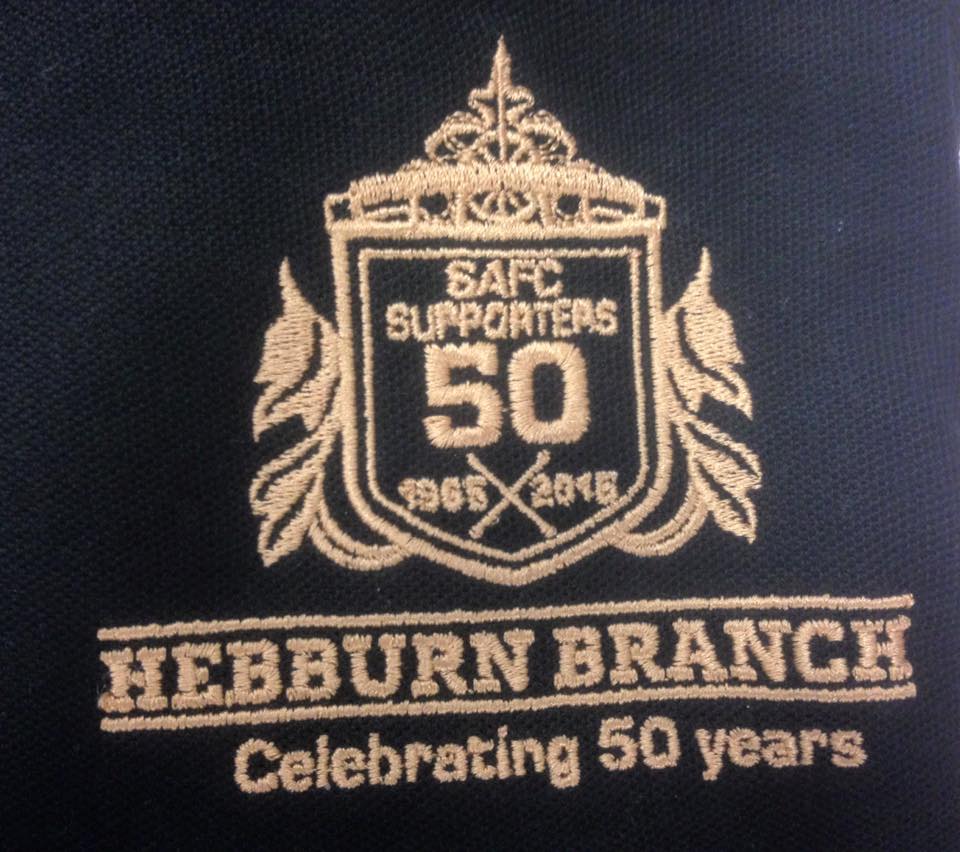 SAFC
SUPPORTERS
50
1965 2015
HEBBURN BRANCH
Celebrating 50 years